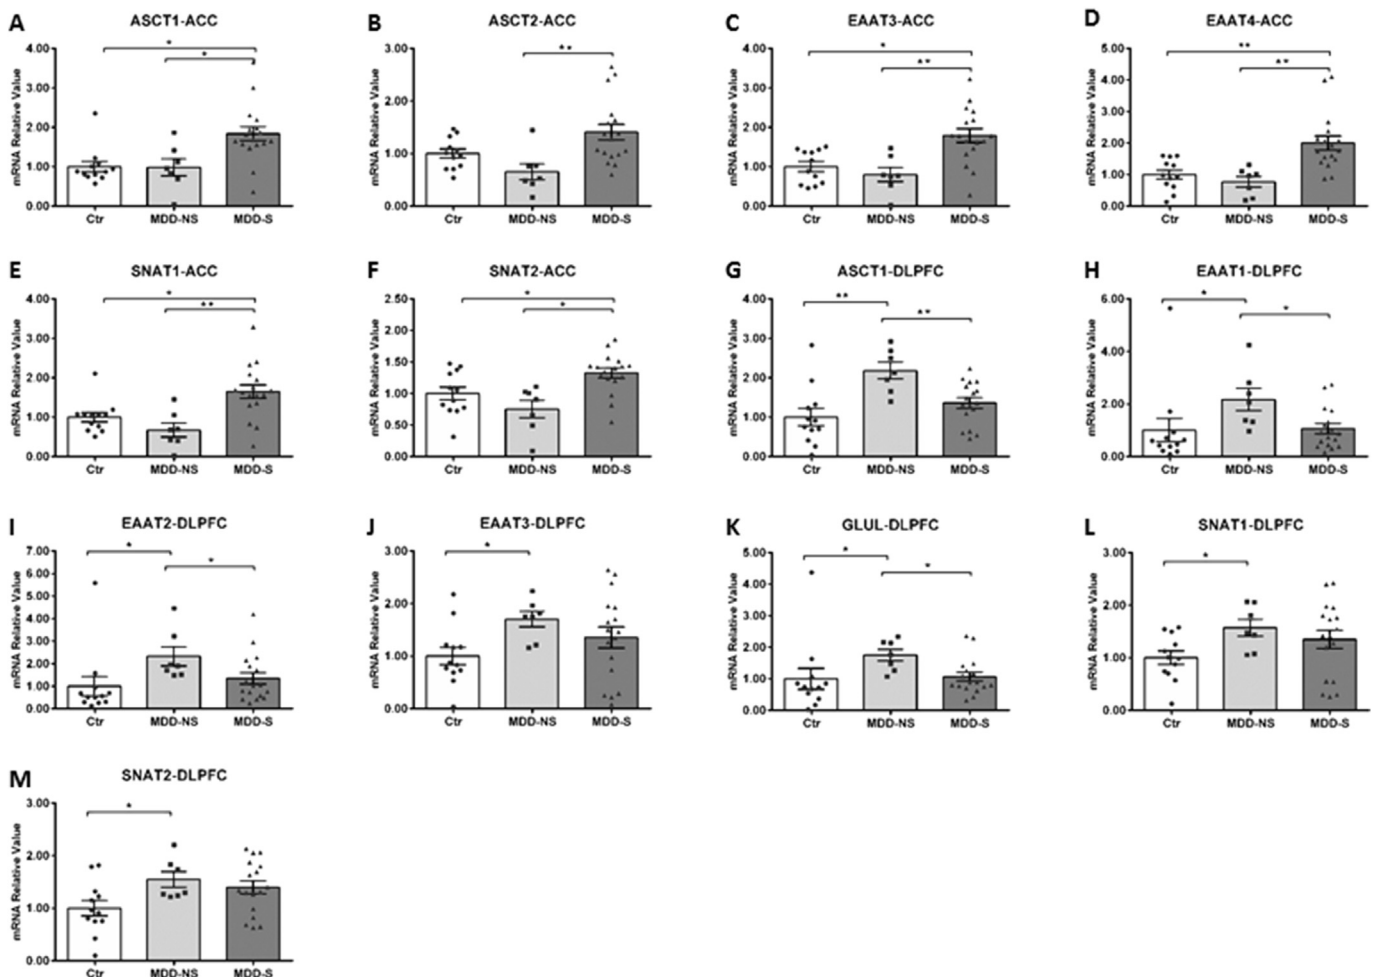 A
ASCT1-ACC
mRNA Relative Value
4.00
3.00
2.00
1.00
0.00
*
*
Ctr MDD-NS MDD-S
B
ASCT2-ACC
mRNA Relative Value
3.00
2.00
1.00
0.00
**
Ctr MDD-NS MDD-S
C
EAAT3-ACC
mRNA Relative Value
4.00
3.00
2.00
1.00
0.00
*
**
Ctr MDD-NS MDD-S
D
EAAT4-ACC
mRNA Relative Value
5.00
4.00
3.00
2.00
1.00
0.00
**
**
Ctr MDD-NS MDD-S
E
SNAT1-ACC
mRNA Relative Value
4.00
3.00
2.00
1.00
0.00
*
**
Ctr MDD-NS MDD-S
F
SNAT2-ACC
mRNA Relative Value
2.50
2.00
1.50
1.00
0.50
0.00
*
*
Ctr MDD-NS MDD-S
G
ASCT1-DLPFC
mRNA Relative Value
4.00
3.00
2.00
1.00
0.00
**
**
Ctr MDD-NS MDD-S
H
EAAT1-DLPFC
mRNA Relative Value
6.00
4.00
2.00
0.00
*
*
Ctr MDD-NS MDD-S
I
EAAT2-DLPFC
mRNA Relative Value
7.00
6.00
5.00
4.00
3.00
2.00
1.00
0.00
*
*
Ctr MDD-NS MDD-S
J
EAAT3-DLPFC
mRNA Relative Value
3.00
2.00
1.00
0.00
*
Ctr MDD-NS MDD-S
K
GLUL-DLPFC
mRNA Relative Value
5.00
4.00
3.00
2.00
1.00
0.00
*
*
Ctr MDD-NS MDD-S
L
SNAT1-DLPFC
mRNA Relative Value
3.00
2.00
1.00
0.00
*
Ctr MDD-NS MDD-S
M
SNAT2-DLPFC
mRNA Relative Value
3.00
2.00
1.00
0.00
*
Ctr MDD-NS MDD-S